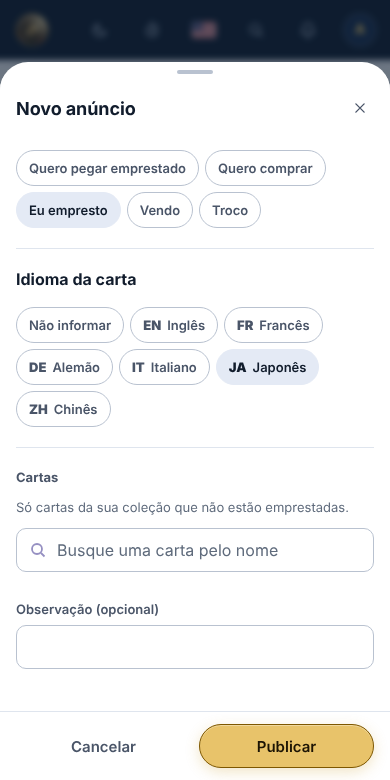 Novo anúncio
Quero pegar emprestado Quero comprar
Eu empresto Vendo Troco
Idioma da carta
Não informar EN Inglês FR Francês
DE Alemão IT Italiano JA Japonês
ZH Chinês
Cartas
Só cartas da sua coleção que não estão emprestadas.
Busque uma carta pelo nome
Observação (opcional)
Cancelar Publicar